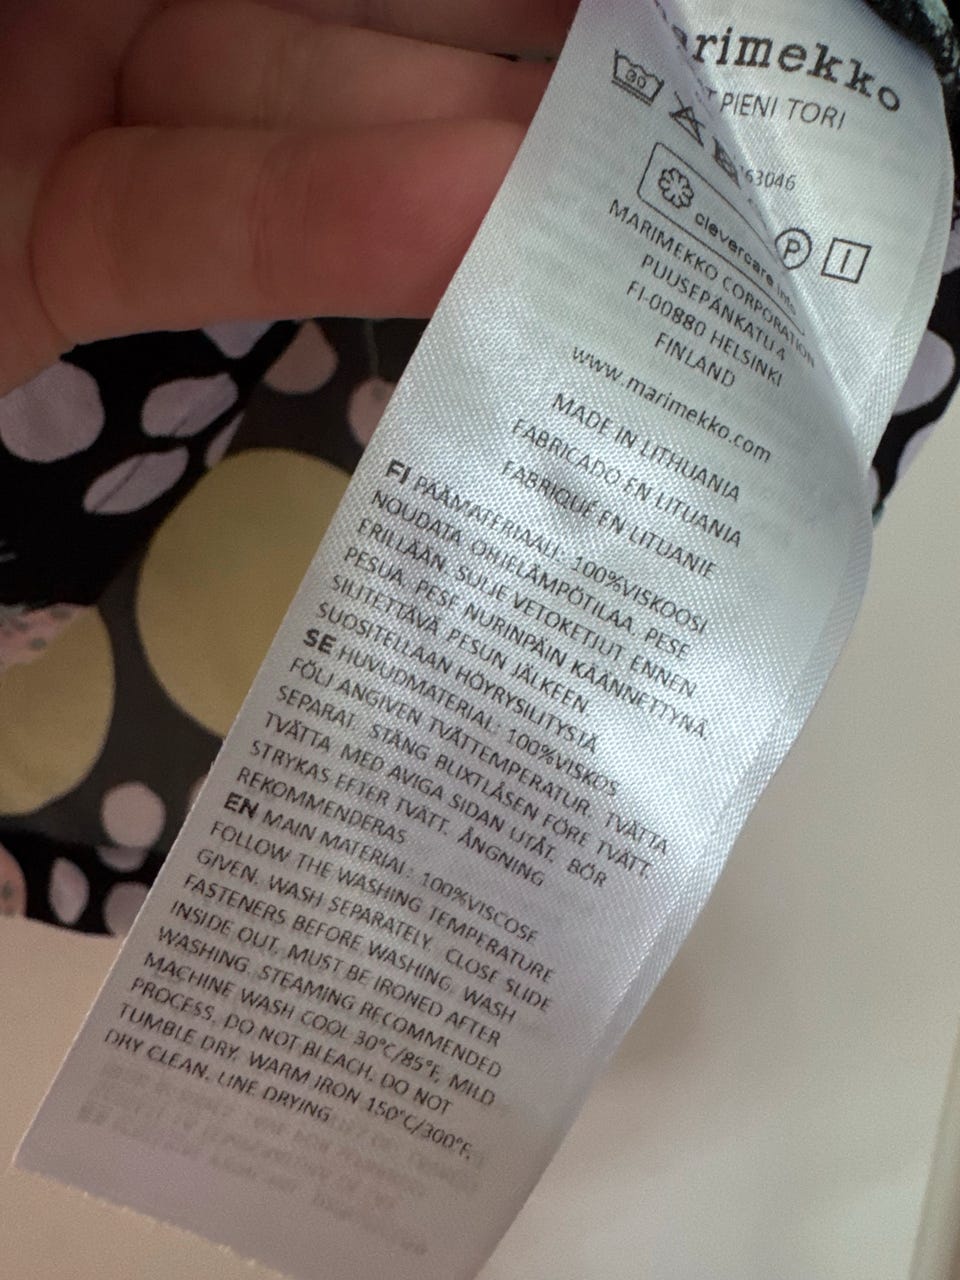 marimekko
PIENI TORI
30
63046
clevercare.info
P
MARIMEKKO CORPORATION
PUUSEPÄNKATU 4
FI-00880 HELSINKI
FINLAND
www.marimekko.com
MADE IN LITHUANIA
FABRICADO EN LITUANIA
FABRIQUÉ EN LITUANIE
FI PÄÄMATERIAALI: 100%VISKOOSI
NOUDATA OHJELÄMPÖTILAA. PESE
ERILLÄÄN. SULJE VETOKETJUT ENNEN
PESUA. PESE NURINPÄIN KÄÄNNETTYNÄ.
SILITETTÄVÄ PESUN JÄLKEEN
SUOSITELLAAN HÖYRYSILITYSTÄ
SE HUVUDMATERIAL: 100%VISKOS
FÖLJ ANGIVEN TVÄTTEMPERATUR. TVÄTTA
SEPARAT. STÄNG BLIXTLÅSEN FÖRE TVÄTT.
TVÄTTA MED AVIGA SIDAN UTÅT. BÖR
STRYKAS EFTER TVÄTT. ÅNGNING
REKOMMENDERAS
EN MAIN MATERIAL: 100%VISCOSE
FOLLOW THE WASHING TEMPERATURE
GIVEN. WASH SEPARATELY. CLOSE SLIDE
FASTENERS BEFORE WASHING. WASH
INSIDE OUT. MUST BE IRONED AFTER
WASHING. STEAMING RECOMMENDED
MACHINE WASH COOL 30°C/85°F, MILD
PROCESS. DO NOT BLEACH. DO NOT
TUMBLE DRY. WARM IRON 150°C/300°F.
DRY CLEAN. LINE DRYING